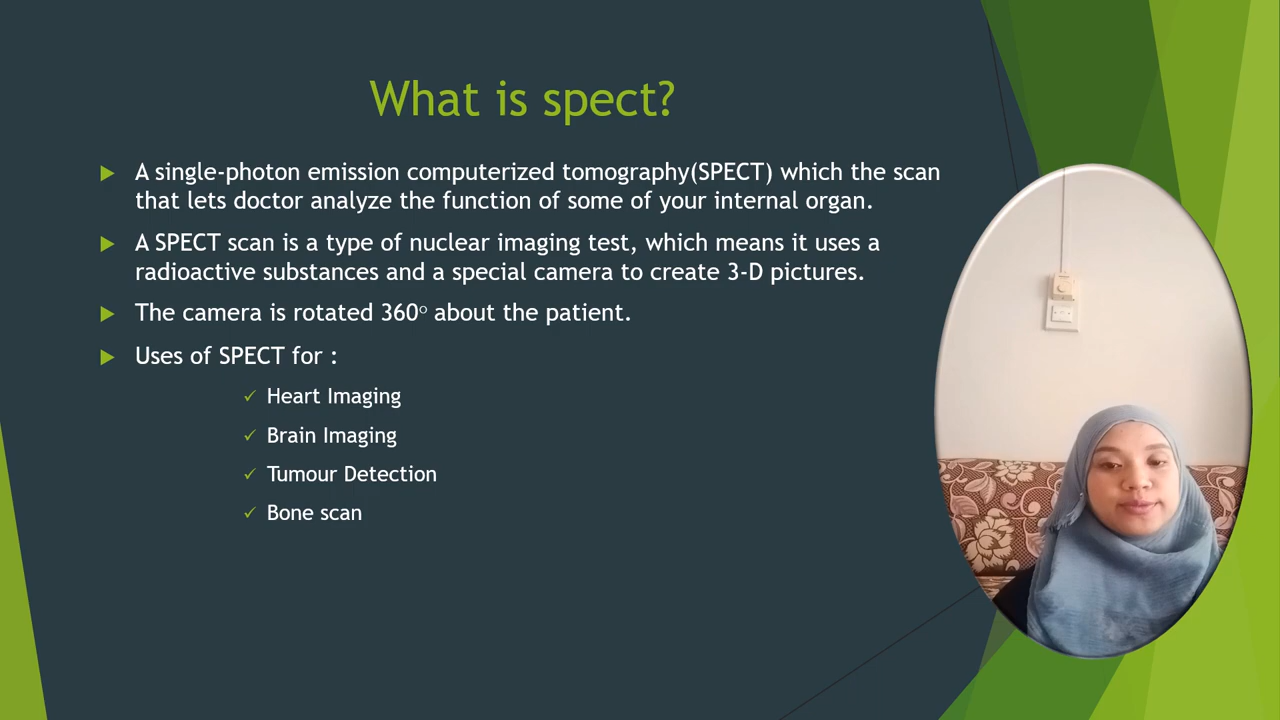 What is spect?
A single-photon emission computerized tomography(SPECT) which the scan
that lets doctor analyze the function of some of your internal organ.
A SPECT scan is a type of nuclear imaging test, which means it uses a
radioactive substances and a special camera to create 3-D pictures.
The camera is rotated 360° about the patient.
Uses of SPECT for :
Heart Imaging
Brain Imaging
Tumour Detection
Bone scan